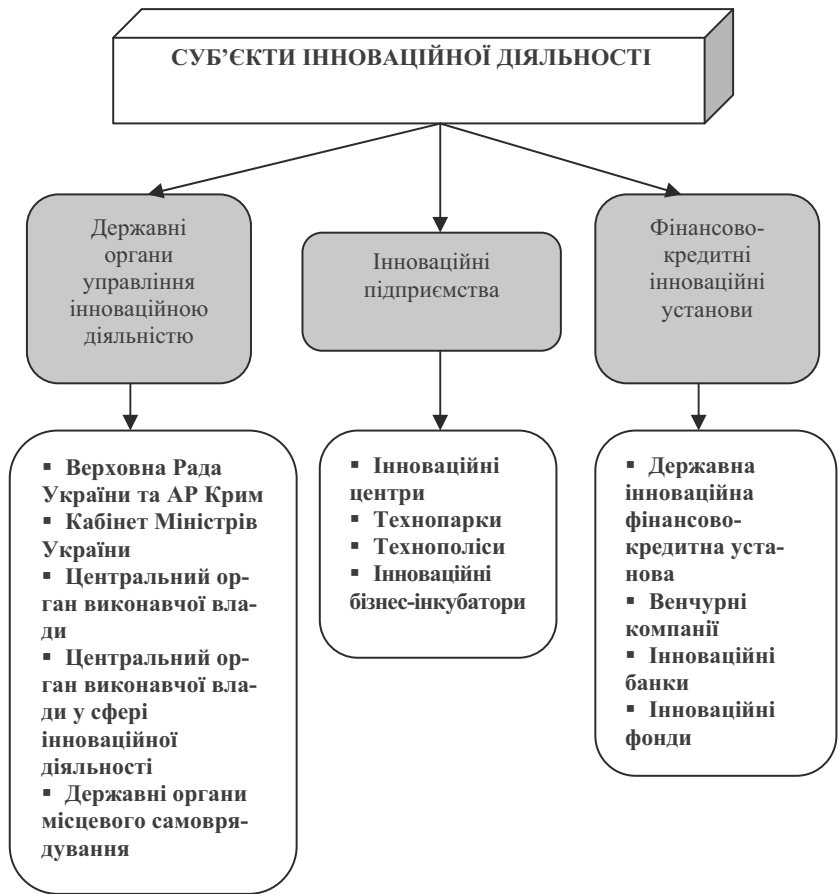 СУБ’ЄКТИ ІННОВАЦІЙНОЇ ДІЯЛЬНОСТІ
Державні
органи
управління
інноваційною
діяльністю
Інноваційні
підприємства
Фінансово-
кредитні
інноваційні
установи
▪ Верховна Рада
України та АР Крим
▪ Кабінет Міністрів
України
▪ Центральний ор-
ган виконавчої вла-
ди
▪ Центральний ор-
ган виконавчої вла-
ди у сфері
інноваційної
діяльності
▪ Державні органи
місцевого самовря-
дування
▪ Інноваційні
центри
▪ Технопарки
▪ Технополіси
▪ Інноваційні
бізнес-інкубатори
▪ Державна
інноваційна
фінансово-
кредитна уста-
нова
▪ Венчурні
компанії
▪ Інноваційні
банки
▪ Інноваційні
фонди